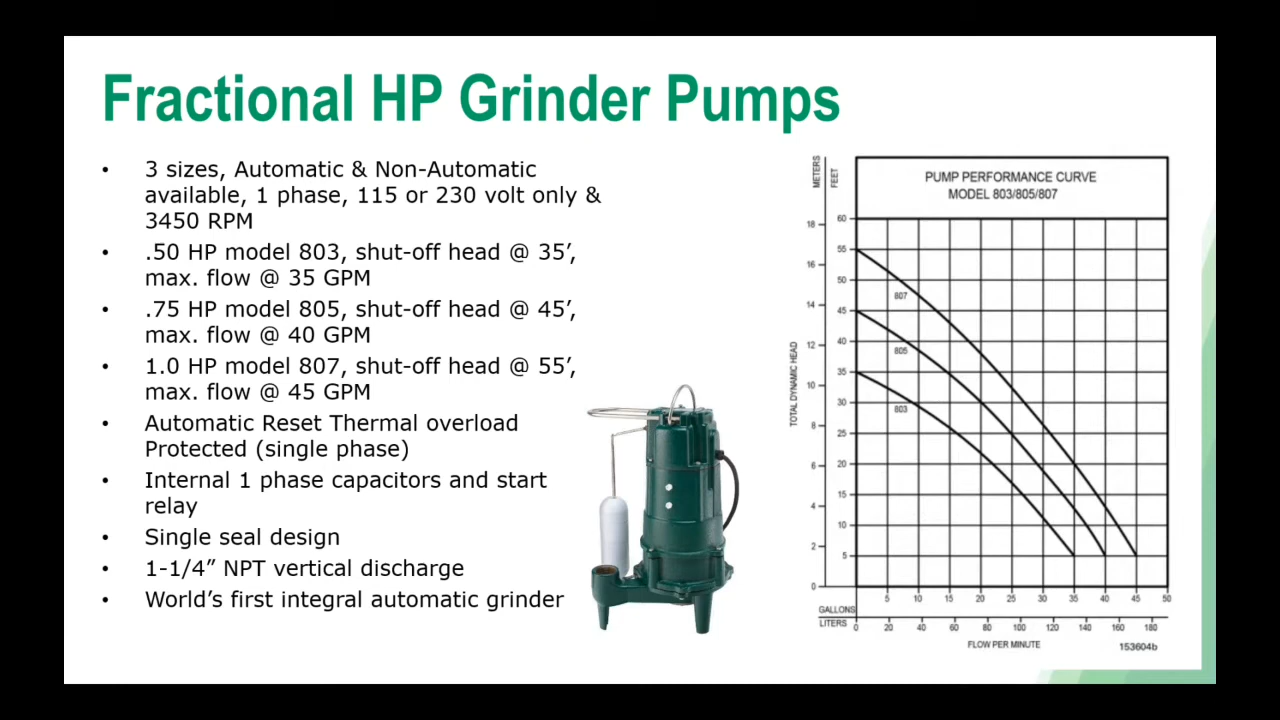 Fractional HP Grinder Pumps
• 3 sizes, Automatic & Non-Automatic
available, 1 phase, 115 or 230 volt only &
3450 RPM
• .50 HP model 803, shut-off head @ 35’,
max. flow @ 35 GPM
• .75 HP model 805, shut-off head @ 45’,
max. flow @ 40 GPM
• 1.0 HP model 807, shut-off head @ 55’,
max. flow @ 45 GPM
• Automatic Reset Thermal overload
Protected (single phase)
• Internal 1 phase capacitors and start
relay
• Single seal design
• 1-1/4” NPT vertical discharge
• World’s first integral automatic grinder
METERS
FEET
PUMP PERFORMANCE CURVE
MODEL 803/805/807
TOTAL DYNAMIC HEAD
18
16
14
12
10
8
6
4
2
0
60
55
50
45
40
35
30
25
20
15
10
5
807
805
803
5 10 15 20 25 30 35 40 45 50
GALLONS
LITERS
0 20 40 60 80 100 120 140 160 180
FLOW PER MINUTE
153604b